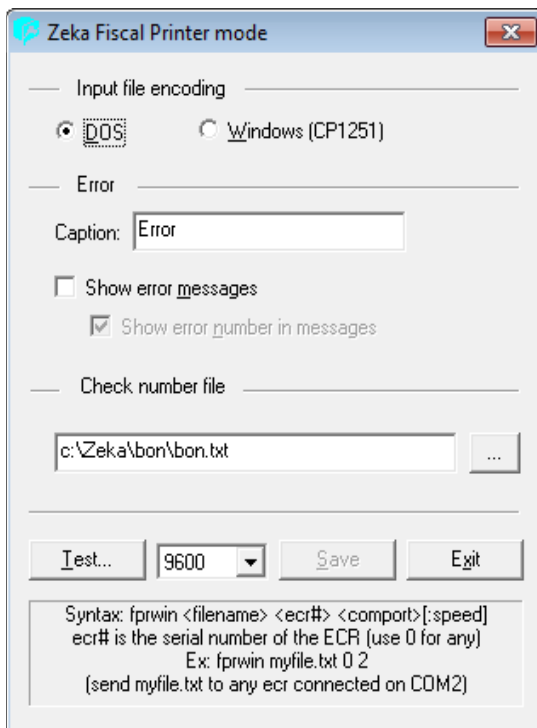 Zeka Fiscal Printer mode
Input file encoding
DOS
Windows (CP1251)
Error
Caption: Error
Show error messages
Show error number in messages
Check number file
c:\Zeka\bon\bon.txt
...
Test... 9600 Save Exit
Syntax: fprwin <filename> <ecr#> <comport>[:speed]
ecr# is the serial number of the ECR (use 0 for any)
Ex: fprwin myfile.txt 0 2
(send myfile.txt to any ecr connected on COM2)